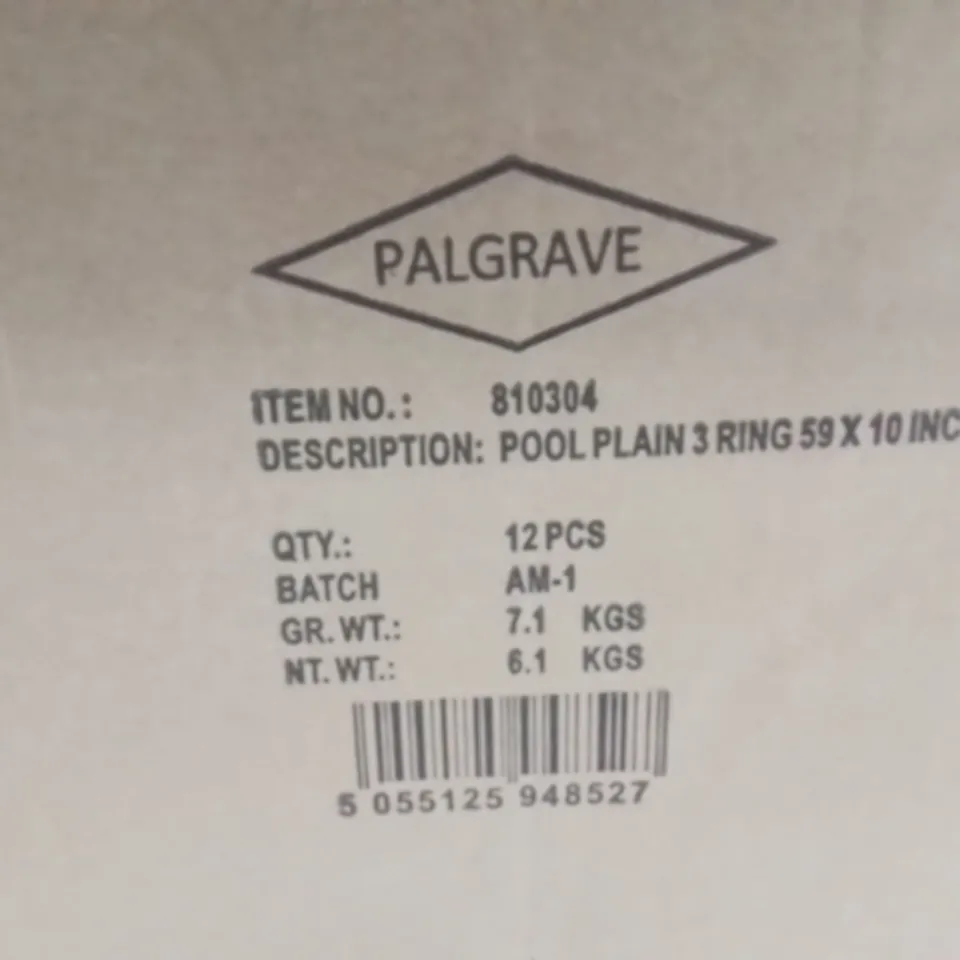 PALGRAVE
ITEM NO.: 810304
DESCRIPTION: POOL PLAIN 3 RING 59 X 10 INC
QTY.: 12 PCS
BATCH AM-1
GR. WT.: 7.1 KGS
NT. WT.: 6.1 KGS
5 055125 948527